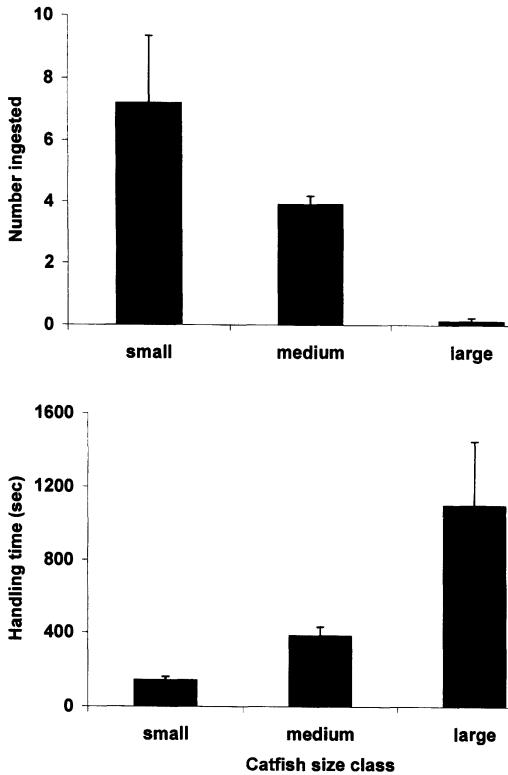 Number ingested
10
8
6
4
2
0
small medium large
Handling time (sec)
1600
1200
800
400
0
small medium large
Catfish size class